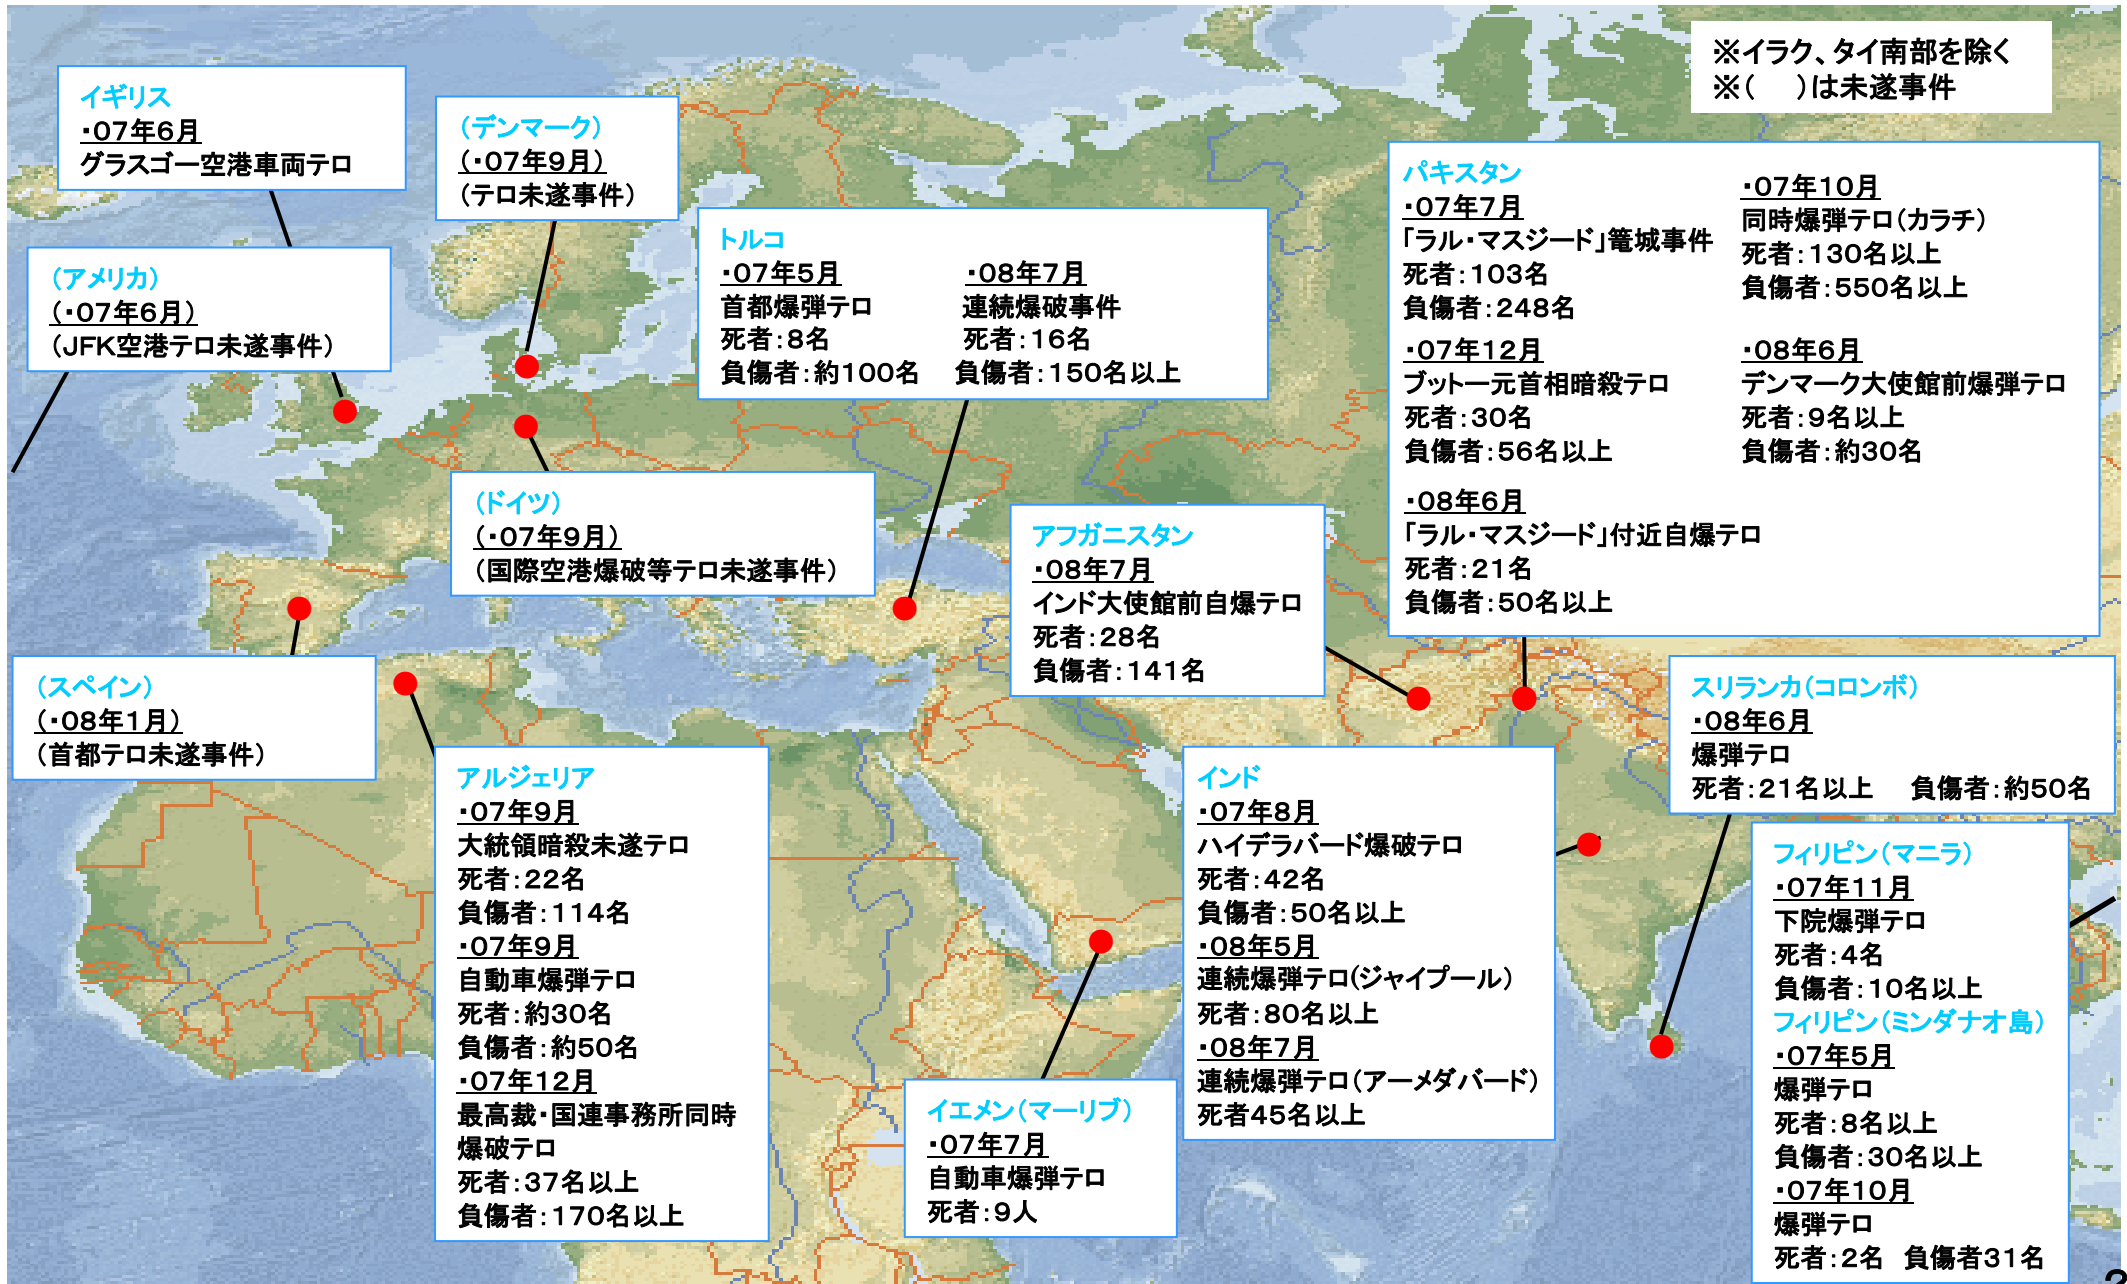 ※イラク、タイ南部を除く
※(　)は未遂事件
イギリス
・07年6月
グラスゴー空港車両テロ
(アメリカ)
(・07年6月)
(JFK空港テロ未遂事件)
(デンマーク)
(・07年9月)
(テロ未遂事件)
トルコ
・07年5月
首都爆弾テロ
死者:8名
負傷者:約100名
・08年7月
連続爆破事件
死者:16名
負傷者:150名以上
パキスタン
・07年7月
「ラル・マスジード」篭城事件
死者:103名
負傷者:248名
・07年10月
同時爆弾テロ(カラチ)
死者:130名以上
負傷者:550名以上
・07年12月
ブットー元首相暗殺テロ
死者:30名
負傷者:56名以上
・08年6月
デンマーク大使館前爆弾テロ
死者:9名以上
負傷者:約30名
・08年6月
「ラル・マスジード」付近自爆テロ
死者:21名
負傷者:50名以上
(ドイツ)
(・07年9月)
(国際空港爆破等テロ未遂事件)
アフガニスタン
・08年7月
インド大使館前自爆テロ
死者:28名
負傷者:141名
(スペイン)
(・08年1月)
(首都テロ未遂事件)
アルジェリア
・07年9月
大統領暗殺未遂テロ
死者:22名
負傷者:114名
・07年9月
自動車爆弾テロ
死者:約30名
負傷者:約50名
・07年12月
最高裁・国連事務所同時
爆破テロ
死者:37名以上
負傷者:170名以上
イエメン(マーリブ)
・07年7月
自動車爆弾テロ
死者:9人
インド
・07年8月
ハイデラバード爆破テロ
死者:42名
負傷者:50名以上
・08年5月
連続爆弾テロ(ジャイプール)
死者:80名以上
・08年7月
連続爆弾テロ(アーメダバード)
死者45名以上
スリランカ(コロンボ)
・08年6月
爆弾テロ
死者:21名以上　負傷者:約50名
フィリピン(マニラ)
・07年11月
下院爆弾テロ
死者:4名
負傷者:10名以上
フィリピン(ミンダナオ島)
・07年5月
爆弾テロ
死者:8名以上
負傷者:30名以上
・07年10月
爆弾テロ
死者:2名　負傷者31名